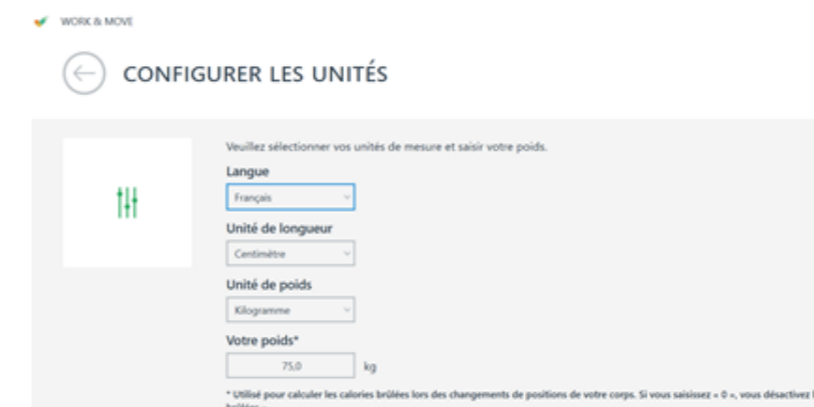 WORK & MOVE
CONFIGURER LES UNITÉS
Veuillez sélectionner vos unités de mesure et saisir votre poids.
Langue
Français
Unité de longueur
Centimètre
Unité de poids
Kilogramme
Votre poids*
75,0 kg
* Utilisé pour calculer les calories brûlées lors des changements de positions de votre corps. Si vous saisissez « 0 », vous désactivez